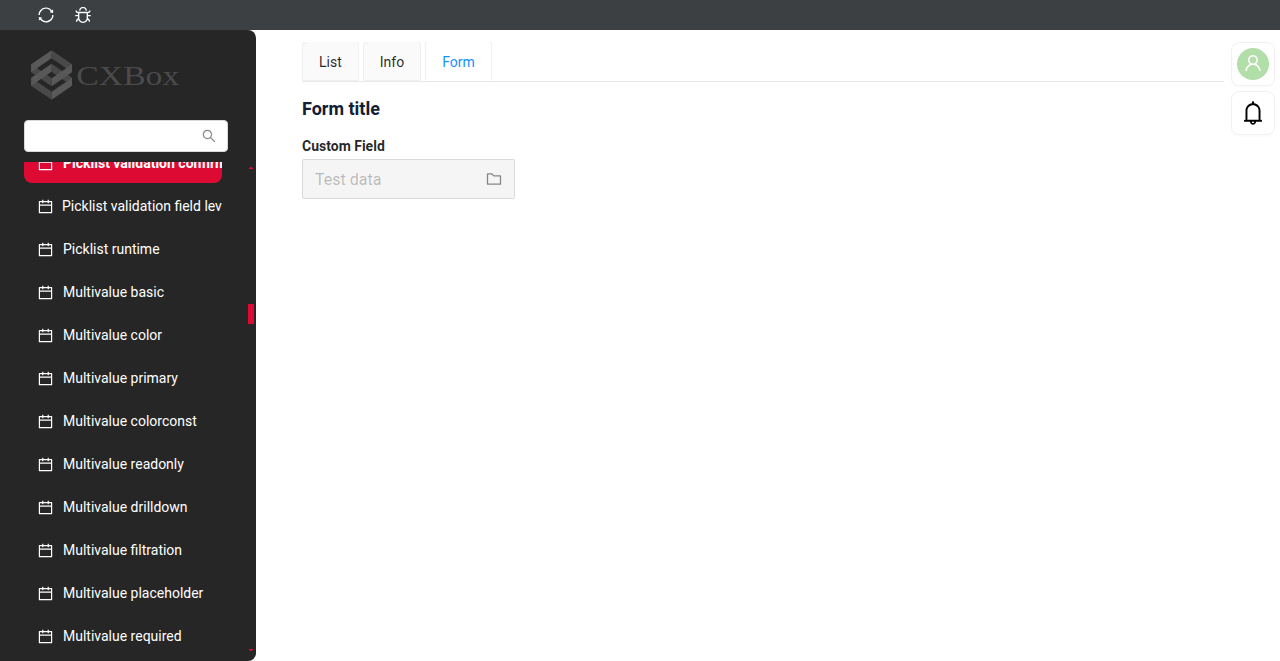 CXBox
List
Info
Form
Form title
Custom Field
Test data
Picklist validation confirm
Picklist validation field lev
Picklist runtime
Multivalue basic
Multivalue color
Multivalue primary
Multivalue colorconst
Multivalue readonly
Multivalue drilldown
Multivalue filtration
Multivalue placeholder
Multivalue required